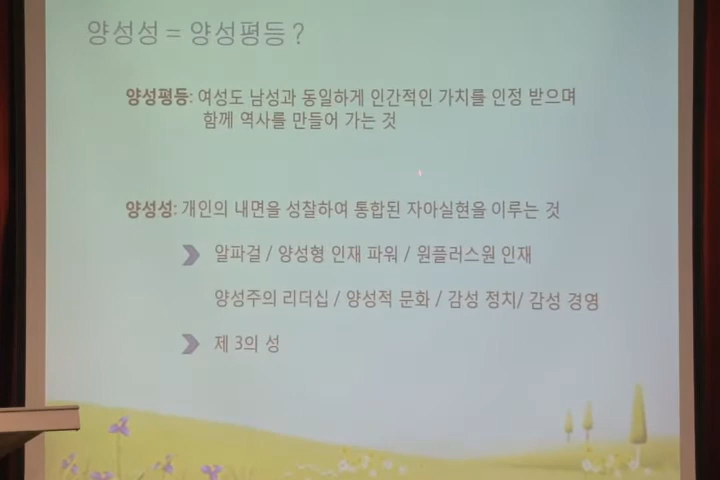 양성성 = 양성평등 ?
양성평등: 여성도 남성과 동일하게 인간적인 가치를 인정 받으며
함께 역사를 만들어 가는 것
양성성: 개인의 내면을 성찰하여 통합된 자아실현을 이루는 것
알파걸 / 양성형 인재 파워 / 원플러스원 인재
양성주의 리더십 / 양성적 문화 / 감성 정치/ 감성 경영
제 3의 성